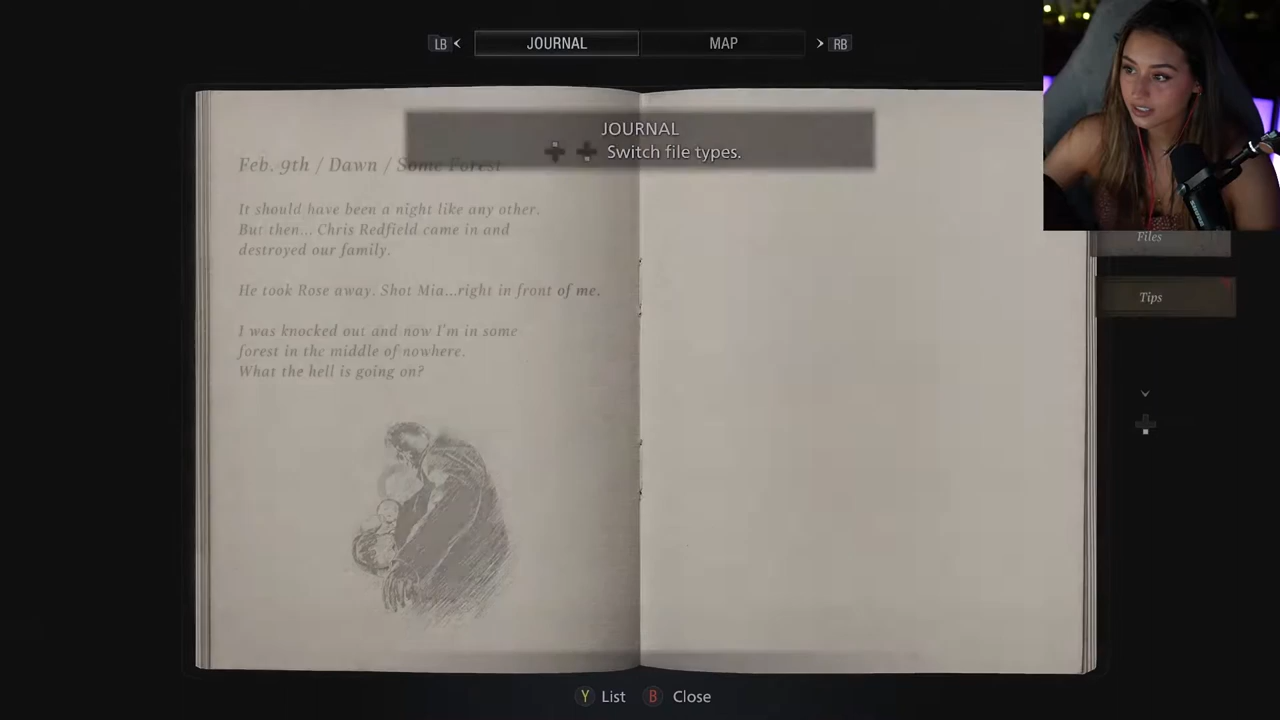 LB
JOURNAL
MAP
RB
JOURNAL
Switch file types.
Feb. 9th / Dawn / Some Forest
It should have been a night like any other.
But then... Chris Redfield came in and
destroyed our family.
He took Rose away. Shot Mia...right in front of me.
I was knocked out and now I'm in some
forest in the middle of nowhere.
What the hell is going on?
Files
Tips
Y List B Close